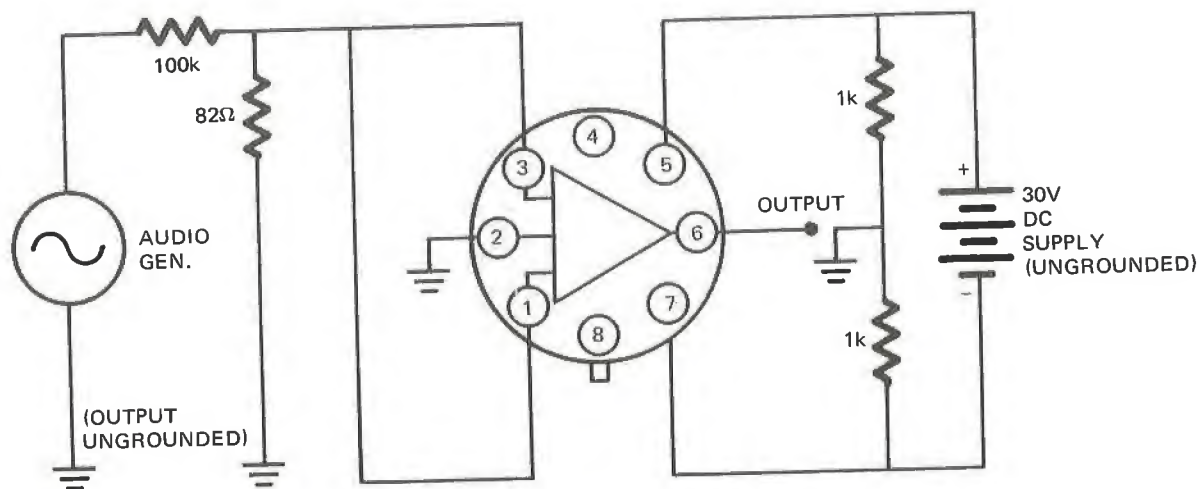 100k
82Ω
AUDIO
GEN.
(OUTPUT
UNGROUNDED)
4
3
5
2
6
1
7
8
OUTPUT
1k
1k
+
30V
DC
SUPPLY
(UNGROUNDED)
-